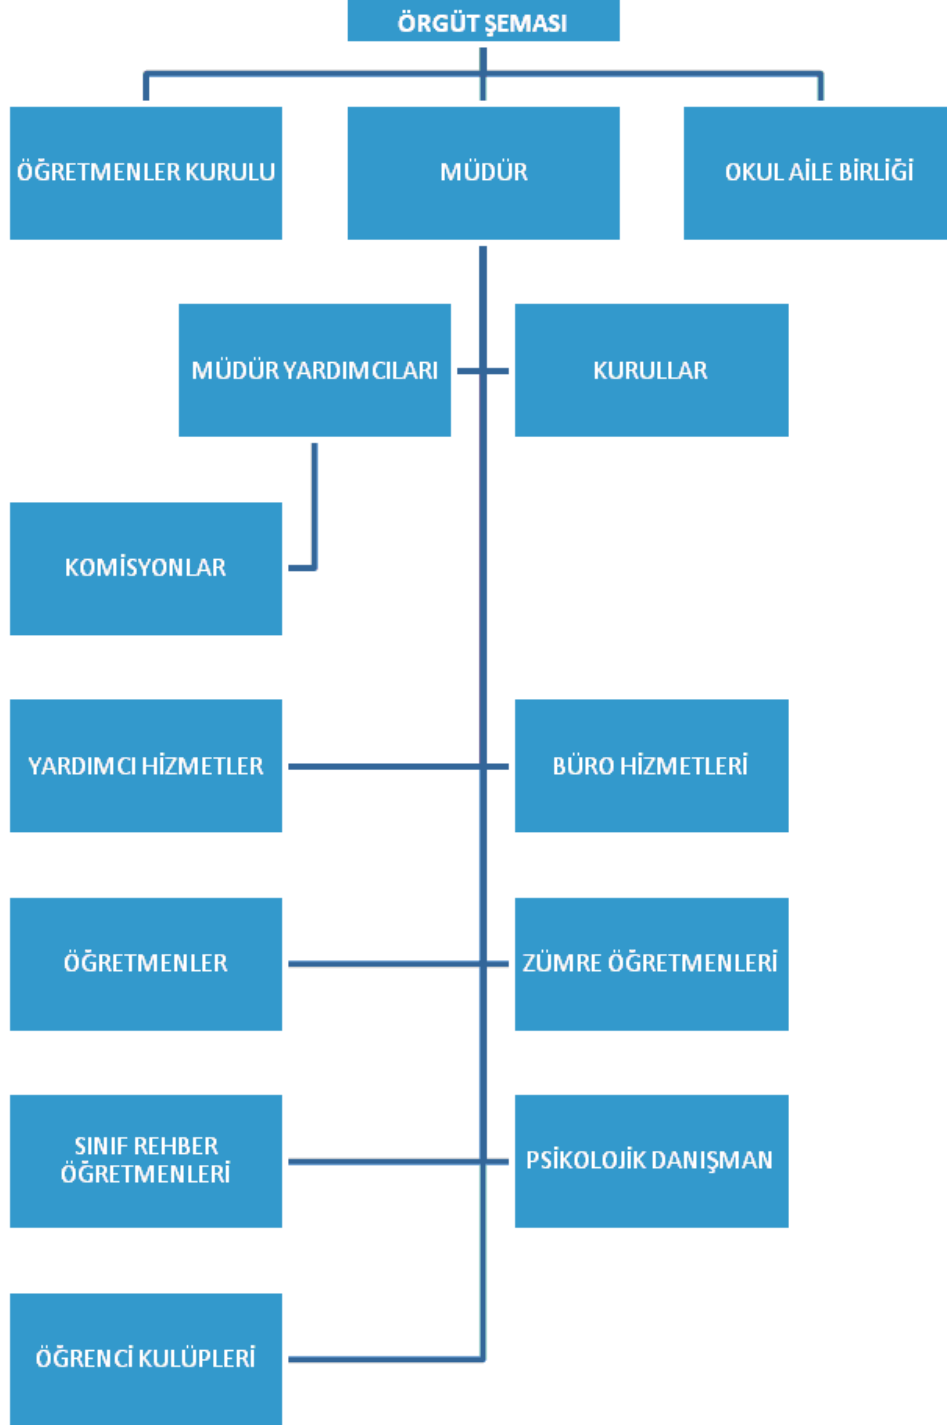 ÖRGÜT ŞEMASI
ÖĞRETMENLER KURULU
MÜDÜR
OKUL AİLE BİRLİĞİ
MÜDÜR YARDIMCILARI
KURULLAR
KOMİSYONLAR
YARDIMCI HİZMETLER
BÜRO HİZMETLERİ
ÖĞRETMENLER
ZÜMRE ÖĞRETMENLERİ
SINIF REHBER
ÖĞRETMENLERİ
PSİKOLOJİK DANIŞMAN
ÖĞRENCİ KULÜPLERİ